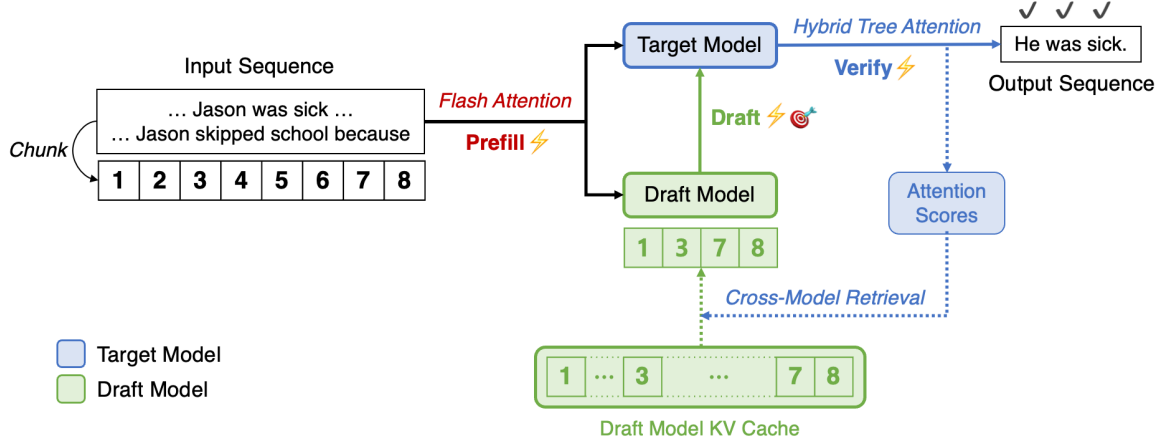 Input Sequence
… Jason was sick …
… Jason skipped school because
Chunk
1 2 3 4 5 6 7 8
Flash Attention
Prefill
Target Model
Draft
Draft Model
1 3 7 8
Hybrid Tree Attention
Verify
He was sick.
Output Sequence
Attention
Scores
Cross-Model Retrieval
1 … 3 … 7 8
Draft Model KV Cache
Target Model
Draft Model